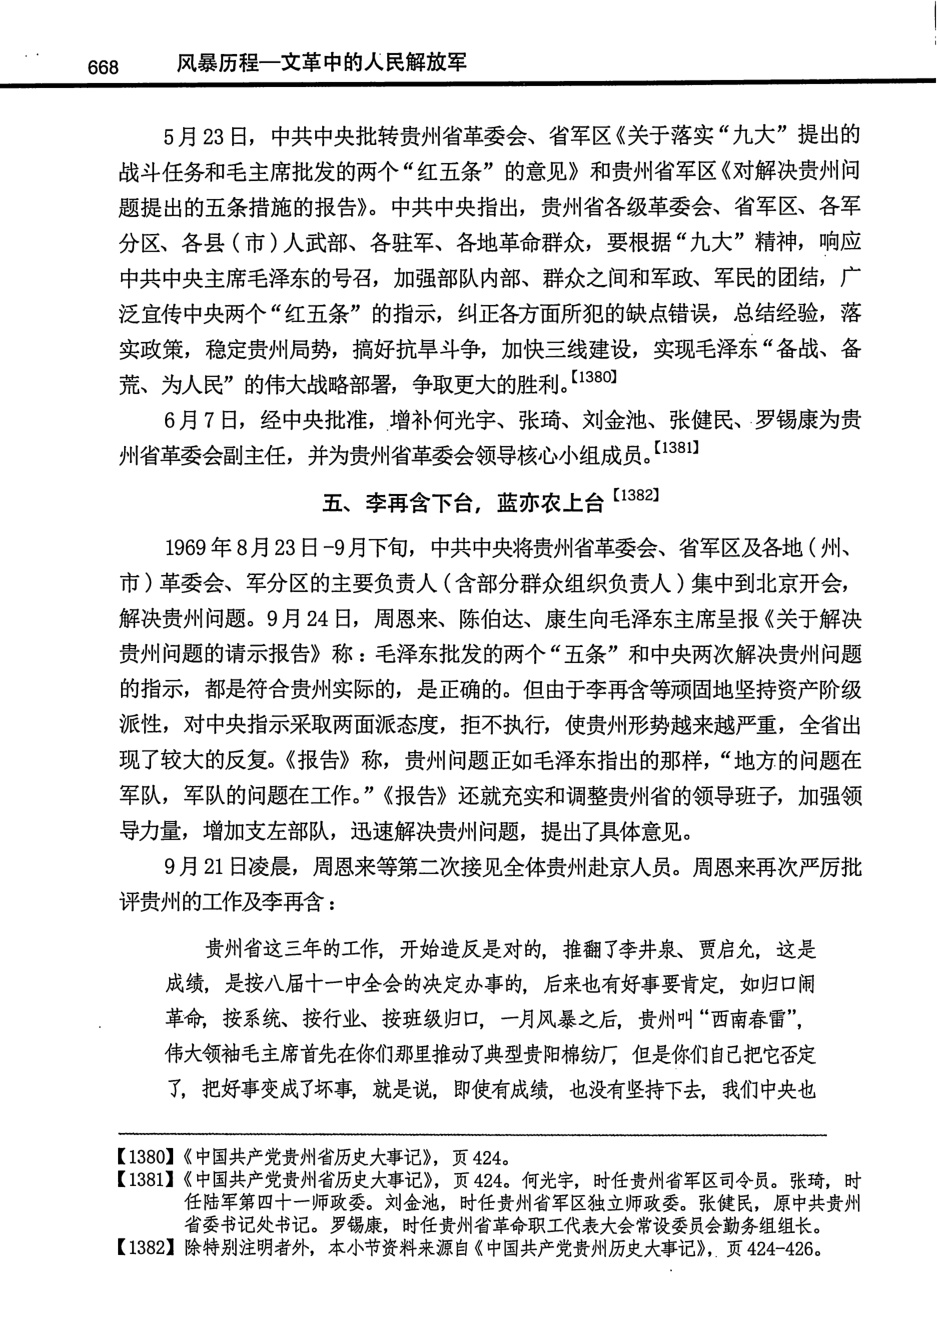 668 风暴历程—文革中的人民解放军
5月23日，中共中央批转贵州省革委会、省军区《关于落实“九大”提出的
战斗任务和毛主席批发的两个“红五条”的意见》和贵州省军区《对解决贵州问
题提出的五条措施的报告》。中共中央指出，贵州省各级革委会、省军区、各军
分区、各县（市）人武部、各驻军、各地革命群众，要根据“九大”精神，响应
中共中央主席毛泽东的号召，加强部队内部、群众之间和军政、军民的团结，广
泛宣传中央两个“红五条”的指示，纠正各方面所犯的缺点错误，总结经验，落
实政策，稳定贵州局势，搞好抗旱斗争，加快三线建设，实现毛泽东“备战、备
荒、为人民”的伟大战略部署，争取更大的胜利。【1380】
6月7日，经中央批准，增补何光宇、张琦、刘金池、张健民、罗锡康为贵
州省革委会副主任，并为贵州省革委会领导核心小组成员。【1381】
五、李再含下台，蓝亦农上台【1382】
1969年8月23日-9月下旬，中共中央将贵州省革委会、省军区及各地（州、
市）革委会、军分区的主要负责人（含部分群众组织负责人）集中到北京开会，
解决贵州问题。9月24日，周恩来、陈伯达、康生向毛泽东主席呈报《关于解决
贵州问题的请示报告》称：毛泽东批发的两个“五条”和中央两次解决贵州问题
的指示，都是符合贵州实际的，是正确的。但由于李再含等顽固地坚持资产阶级
派性，对中央指示采取两面派态度，拒不执行，使贵州形势越来越严重，全省出
现了较大的反复。《报告》称，贵州问题正如毛泽东指出的那样，“地方的问题在
军队，军队的问题在工作。”《报告》还就充实和调整贵州省的领导班子，加强领
导力量，增加支左部队，迅速解决贵州问题，提出了具体意见。
9月21日凌晨，周恩来等第二次接见全体贵州赴京人员。周恩来再次严厉批
评贵州的工作及李再含：
贵州省这三年的工作，开始造反是对的，推翻了李井泉、贾启允，这是
成绩，是按八届十一中全会的决定办事的，后来也有好事要肯定，如归口闹
革命，按系统、按行业、按班级归口，一月风暴之后，贵州叫“西南春雷”，
伟大领袖毛主席首先在你们那里推动了典型贵阳棉纺厂，但是你们自己把它否定
了，把好事变成了坏事，就是说，即使有成绩，也没有坚持下去，我们中央也
【1380】《中国共产党贵州省历史大事记》，页424。
【1381】《中国共产党贵州省历史大事记》，页424。何光宇，时任贵州省军区司令员。张琦，时
任陆军第四十一师政委。刘金池，时任贵州省军区独立师政委。张健民，原中共贵州
省委书记处书记。罗锡康，时任贵州省革命职工代表大会常设委员会勤务组组长。
【1382】除特别注明者外，本小节资料来源自《中国共产党贵州历史大事记》，页424-426。